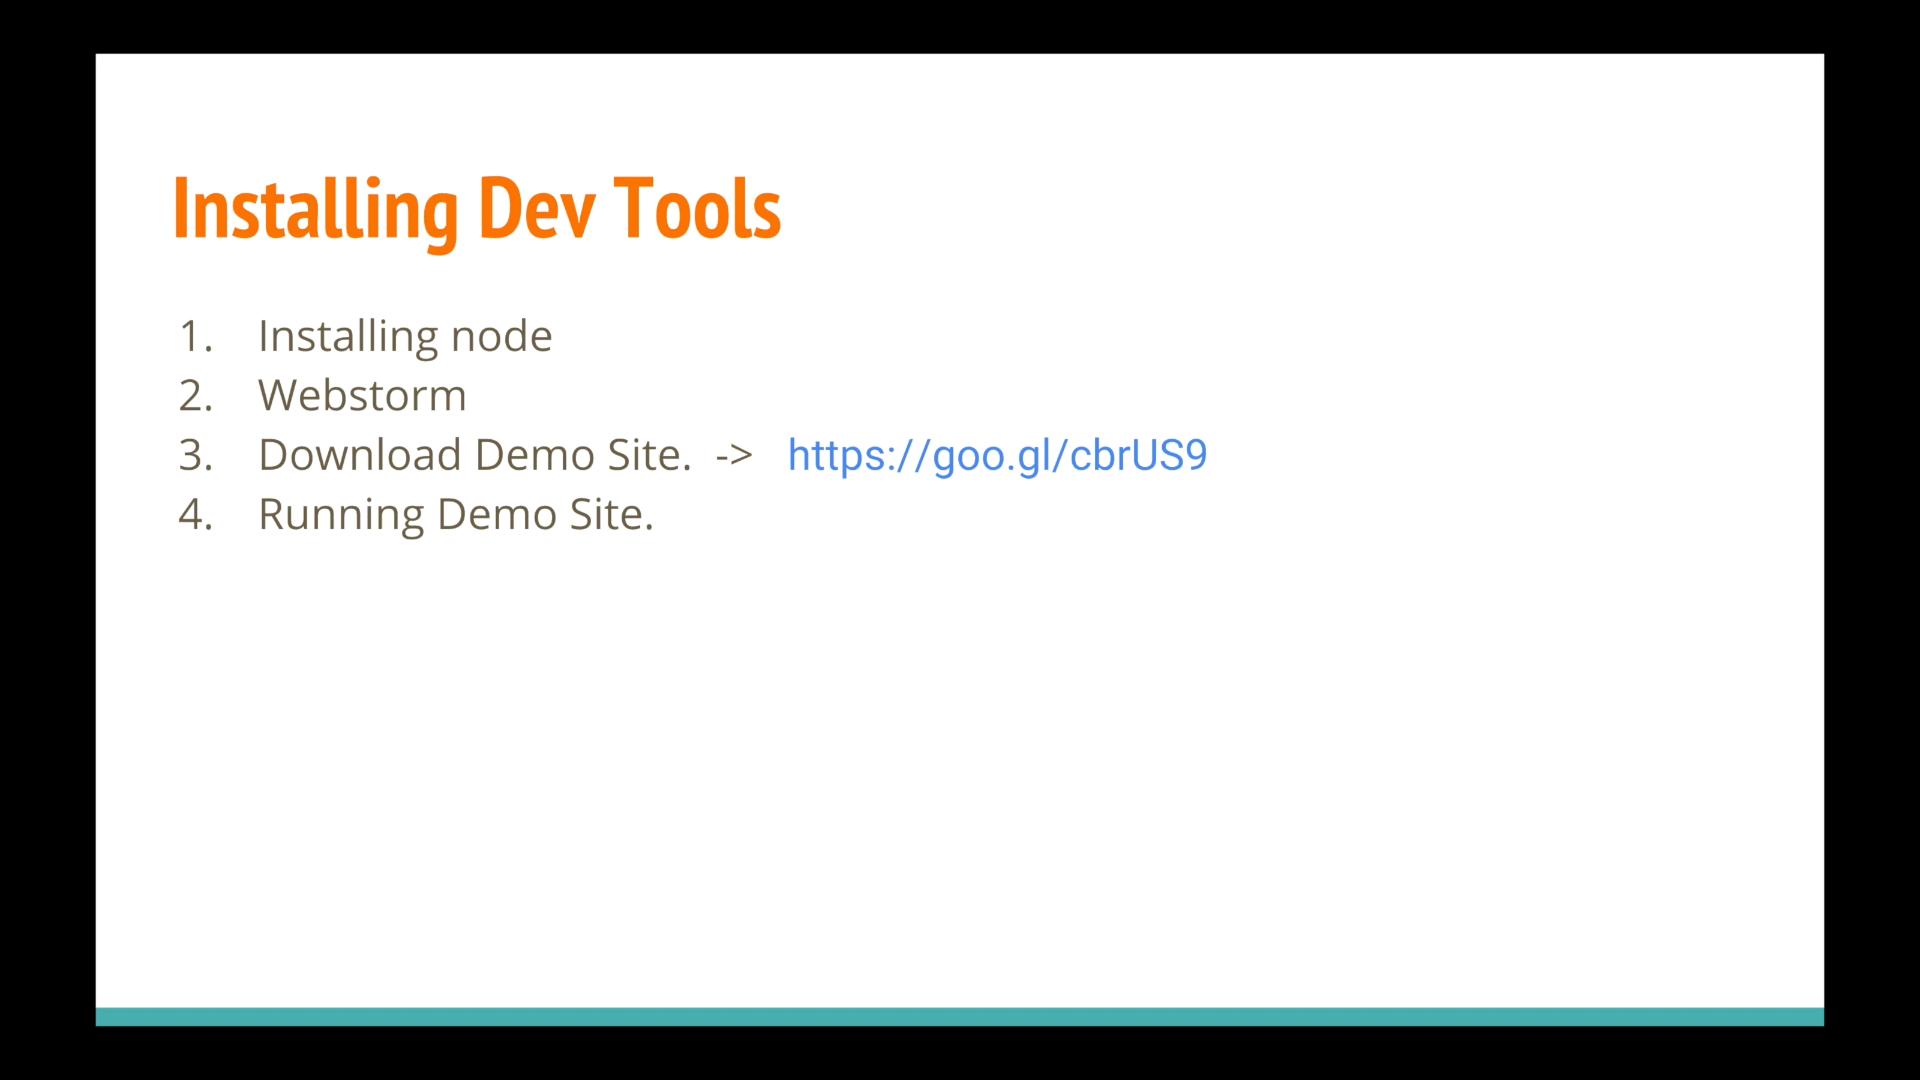 Installing Dev Tools
1. Installing node
2. Webstorm
3. Download Demo Site. -> https://goo.gl/cbrUS9
4. Running Demo Site.